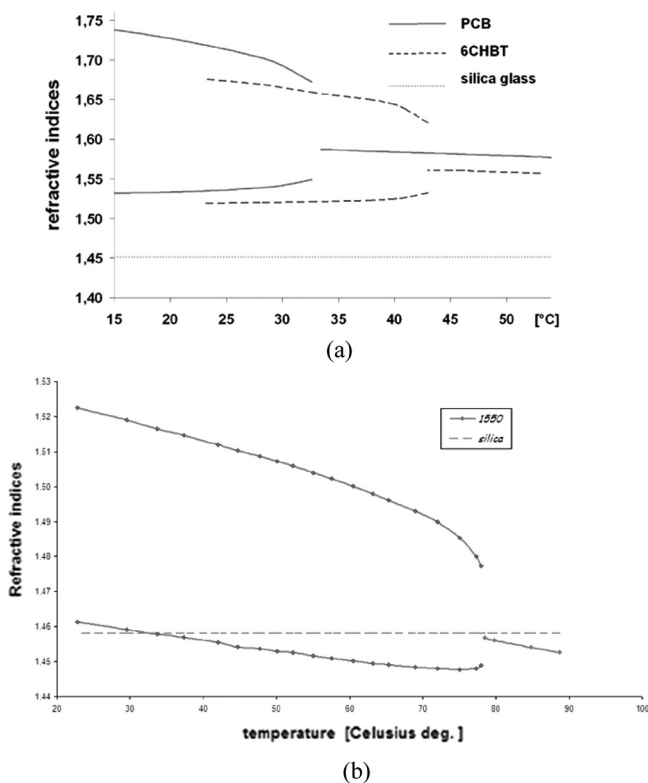 1,75
1,70
1,65
1,60
1,55
1,50
1,45
1,40
refractive indices
PCB
6CHBT
silica glass
15 20 25 30 35 40 45 50 [°C]
(a)
1.53
1.52
1.51
1.50
1.49
1.48
1.47
1.46
1.45
1.44
Refractive indices
1550
silica
20 30 40 50 60 70 80 90 100
temperature [Celusius deg. ]
(b)